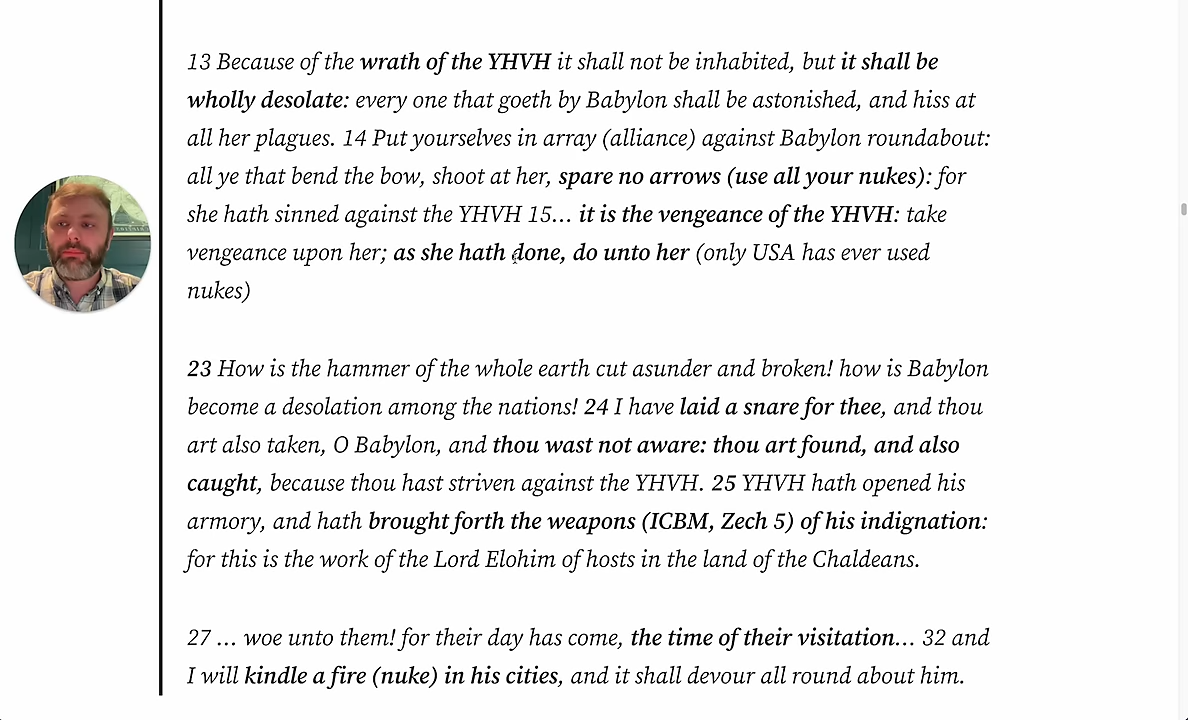 13 Because of the wrath of the YHVH it shall not be inhabited, but it shall be
wholly desolate: every one that goeth by Babylon shall be astonished, and hiss at
all her plagues. 14 Put yourselves in array (alliance) against Babylon roundabout:
all ye that bend the bow, shoot at her, spare no arrows (use all your nukes): for
she hath sinned against the YHVH 15… it is the vengeance of the YHVH: take
vengeance upon her; as she hath done, do unto her (only USA has ever used
nukes)
23 How is the hammer of the whole earth cut asunder and broken! how is Babylon
become a desolation among the nations! 24 I have laid a snare for thee, and thou
art also taken, O Babylon, and thou wast not aware: thou art found, and also
caught, because thou hast striven against the YHVH. 25 YHVH hath opened his
armory, and hath brought forth the weapons (ICBM, Zech 5) of his indignation:
for this is the work of the Lord Elohim of hosts in the land of the Chaldeans.
27 … woe unto them! for their day has come, the time of their visitation… 32 and
I will kindle a fire (nuke) in his cities, and it shall devour all round about him.